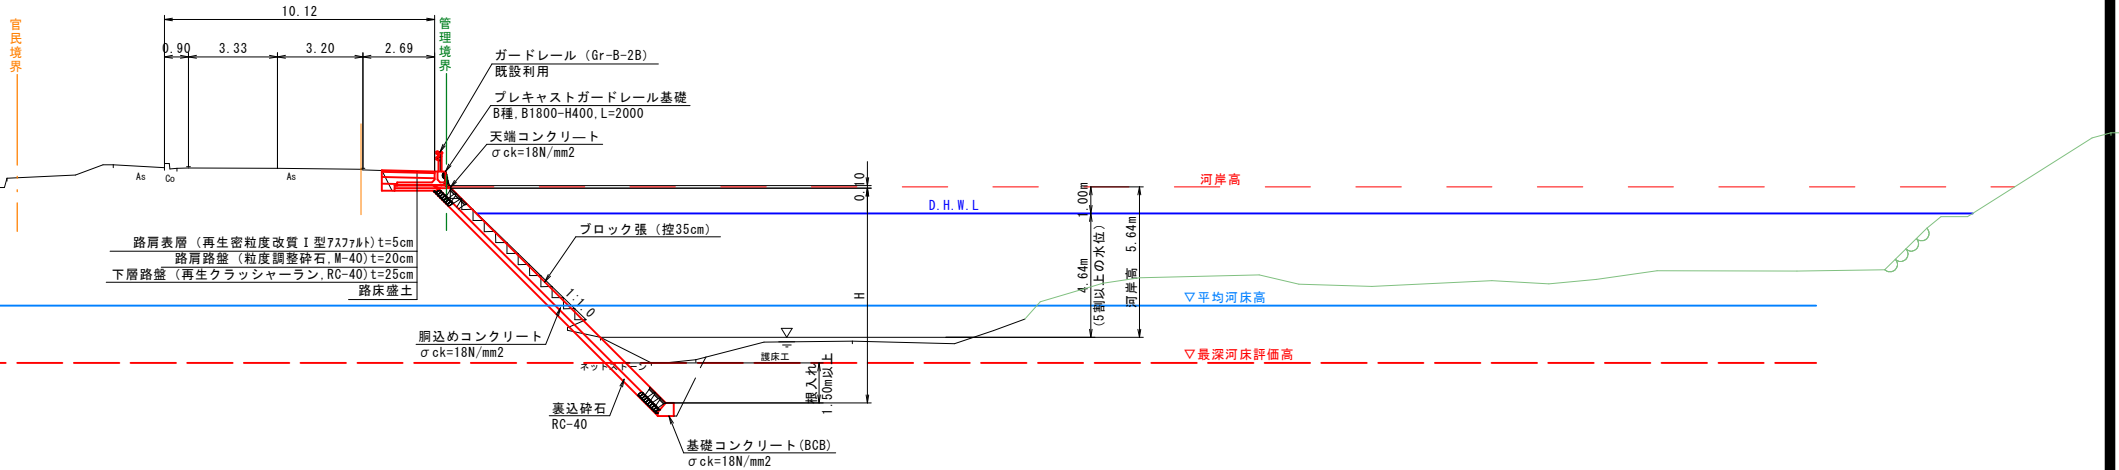 官民境界
10.12
管理境界
0.90
3.33
3.20
2.69
ガードレール (Gr-B-2B)
既設利用
プレキャストガードレール基礎
B種,B1800-H400,L=2000
天端コンクリート
σck=18N/mm2
As
Co
As
0.10
1.00m
河岸高
D.H.W.L
ブロック張 (控35cm)
路肩表層 (再生密粒度改質Ⅰ型アスファルト)t=5cm
路肩路盤 (粒度調整砕石,M-40)t=20cm
下層路盤 (再生クラッシャーラン,RC-40)t=25cm
路床盛土
1:1.0
H
4.64m
(5割以上の水位)
河岸高 5.64m
▽平均河床高
胴込めコンクリート
σck=18N/mm2
▽最深河床評価高
護床工
ネットストーン
根入れ
1.50m以上
裏込砕石
RC-40
基礎コンクリート(BCB)
σck=18N/mm2